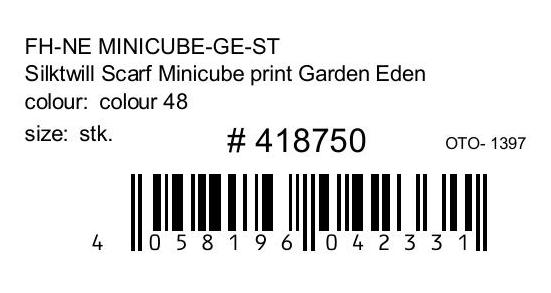 FH-NE MINICUBE-GE-ST
Silktwill Scarf Minicube print Garden Eden
colour: colour 48
size: stk.
# 418750
OTO- 1397
4 058196 042331